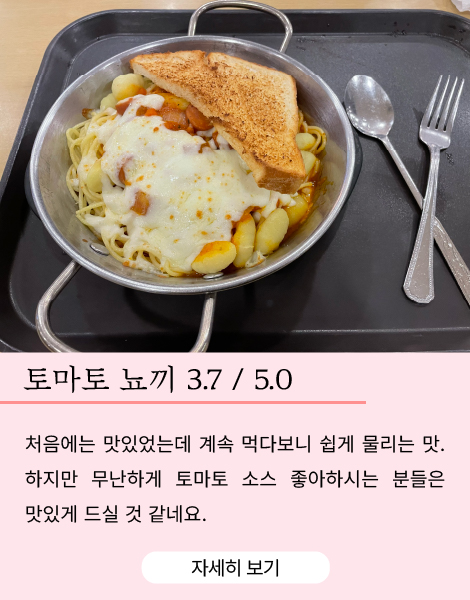 토마토 뇨끼 3.7 / 5.0
처음에는 맛있었는데 계속 먹다보니 쉽게 물리는 맛.
하지만 무난하게 토마토 소스 좋아하시는 분들은
맛있게 드실 것 같네요.
자세히 보기